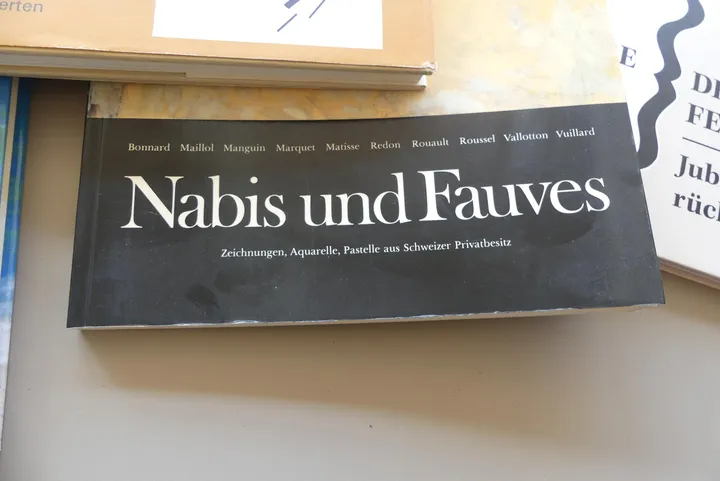 erten
Bonnard Maillol Manguin Marquet Matisse Redon Rouault Roussel Vallotton Vuillard
Nabis und Fauves
Zeichnungen, Aquarelle, Pastelle aus Schweizer Privatbesitz
E
DI
FE
Jub
rück